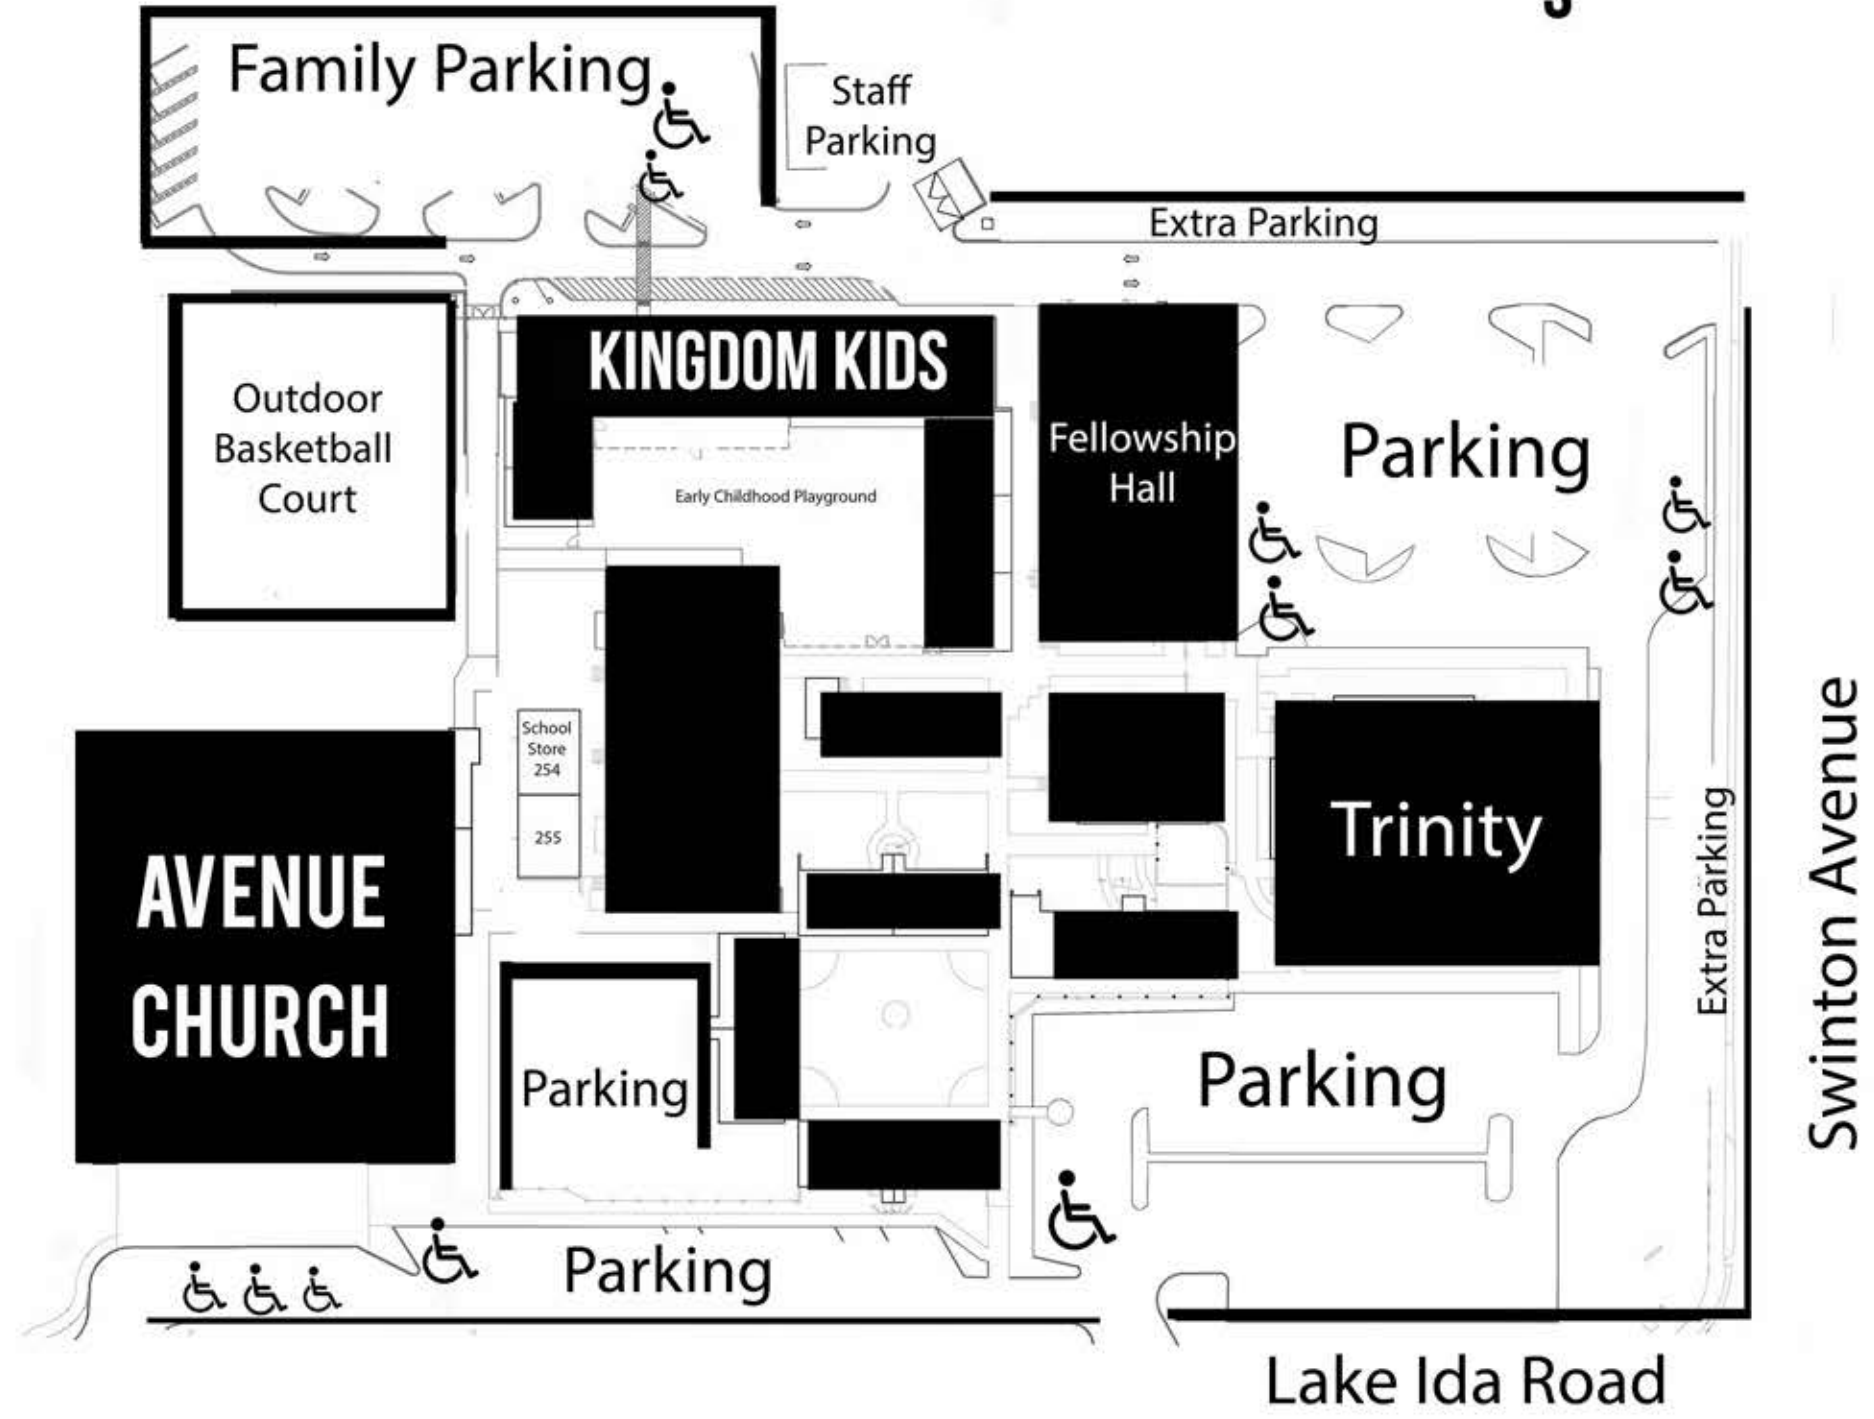 Family Parking
Staff
Parking
Extra Parking
KINGDOM KIDS
Outdoor
Basketball
Court
Early Childhood Playground
Fellowship
Hall
Parking
School
Store
254
255
AVENUE
CHURCH
Trinity
Extra Parking
Swinton Avenue
Parking
Parking
Parking
Lake Ida Road